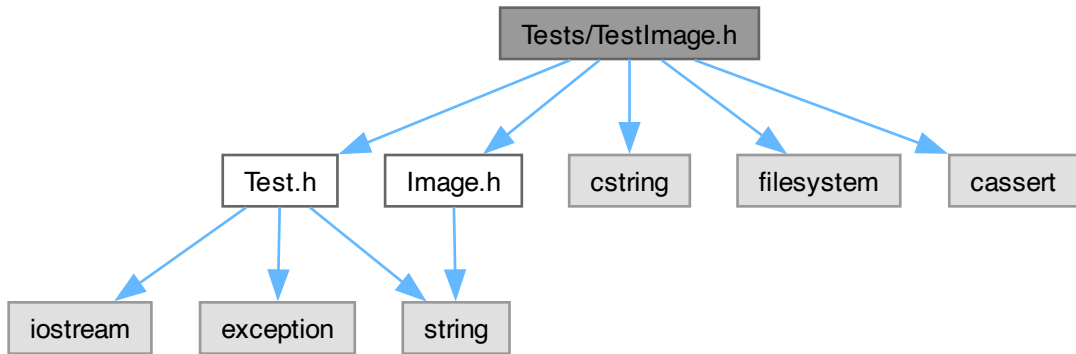 Tests/TestImage.h
Test.h
Image.h
cstring
filesystem
cassert
iostream
exception
string